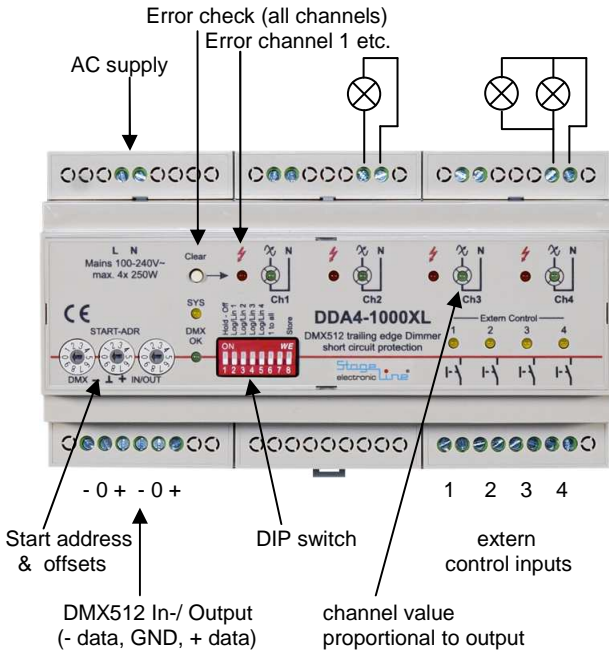 Error check (all channels)
Error channel 1 etc.
AC supply
L N
Mains 100-240V~
max. 4x 250W
Clear
N
Ch1
N
Ch2
N
Ch3
N
Ch4
CE
SYS
DMX
OK
START-ADR
DMX - ⊥ + IN/OUT
Hold - Off
Log/Lin 1
Log/Lin 2
Log/Lin 3
Log/Lin 4
1 to all
Store
ON WE
1 2 3 4 5 6 7 8
DDA4-1000XL
DMX512 trailing edge Dimmer
short circuit protection
Stage
electronic Line
Extern Control
1 2 3 4
- 0 + - 0 +
1 2 3 4
Start address
& offsets
DIP switch
extern
control inputs
DMX512 In-/ Output
(- data, GND, + data)
channel value
proportional to output